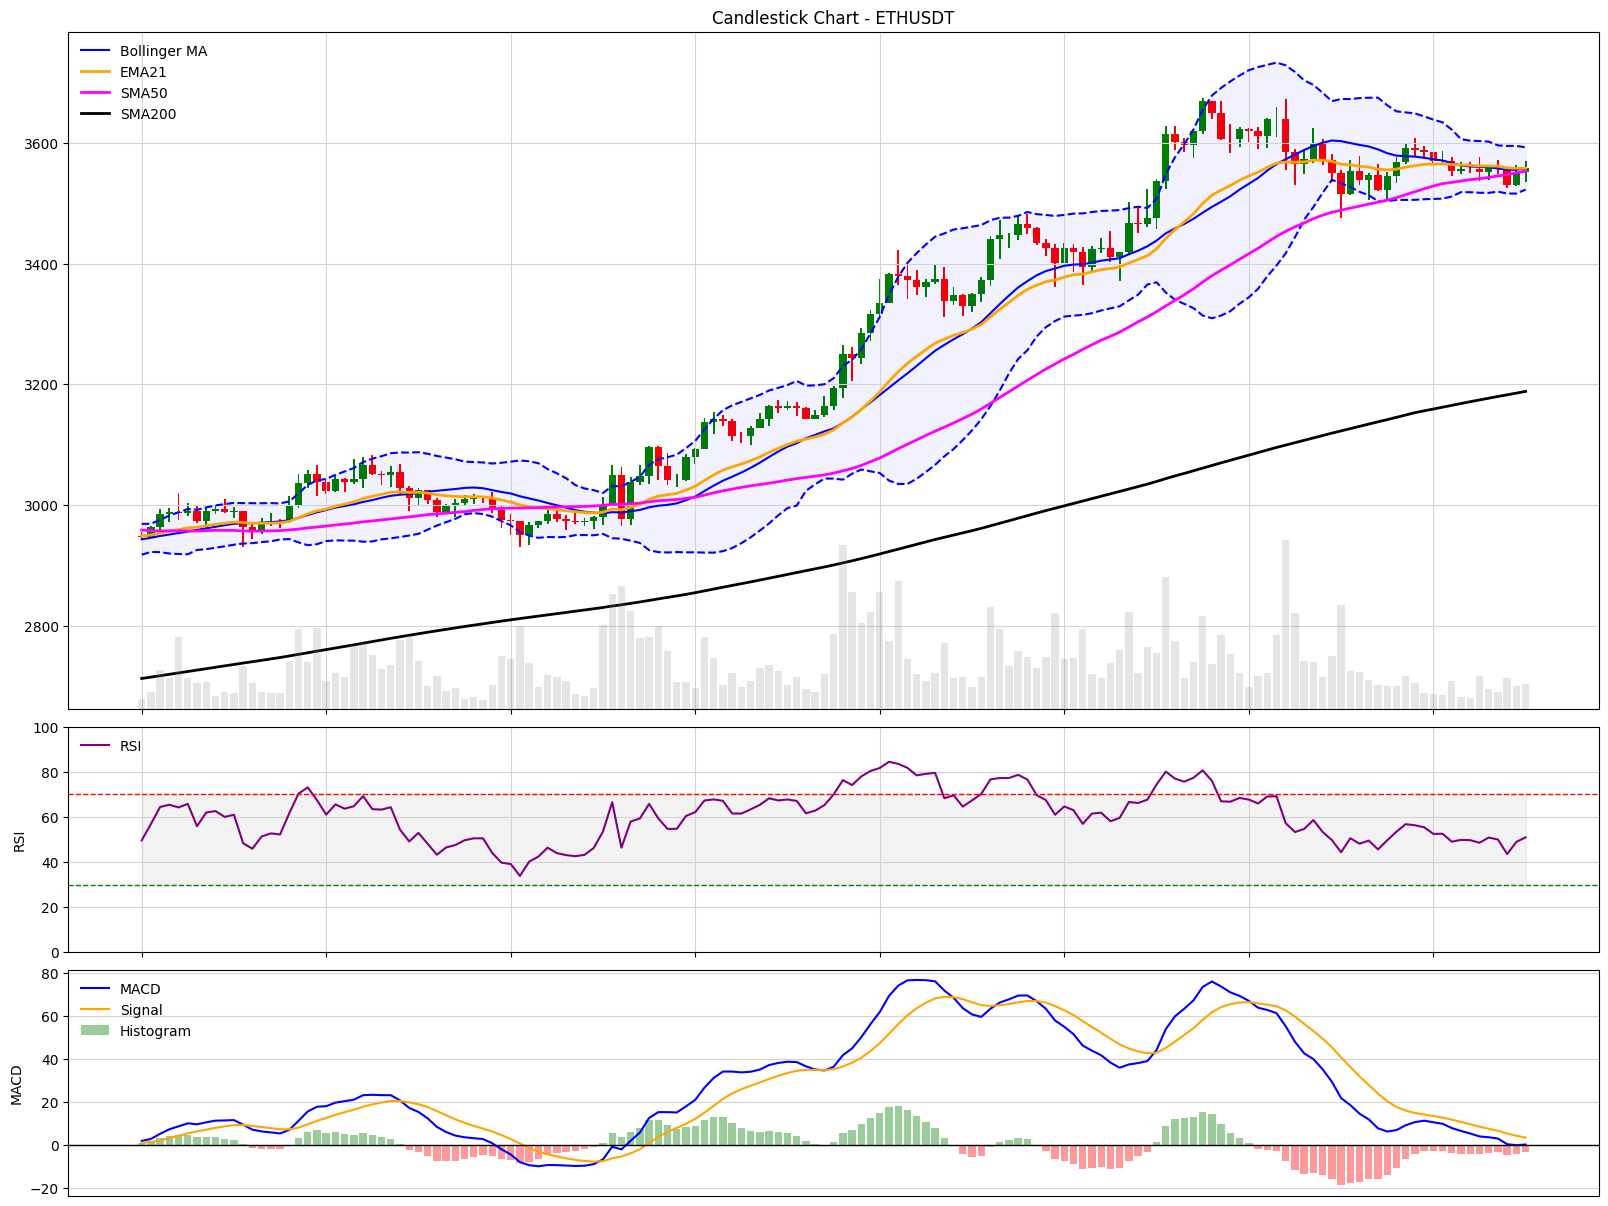 Candlestick Chart - ETHUSDT
Bollinger MA
EMA21
SMA50
SMA200
3600
3400
3200
3000
2800
100
80
60
40
20
0
RSI
RSI
80
60
40
20
0
−20
MACD
MACD
Signal
Histogram